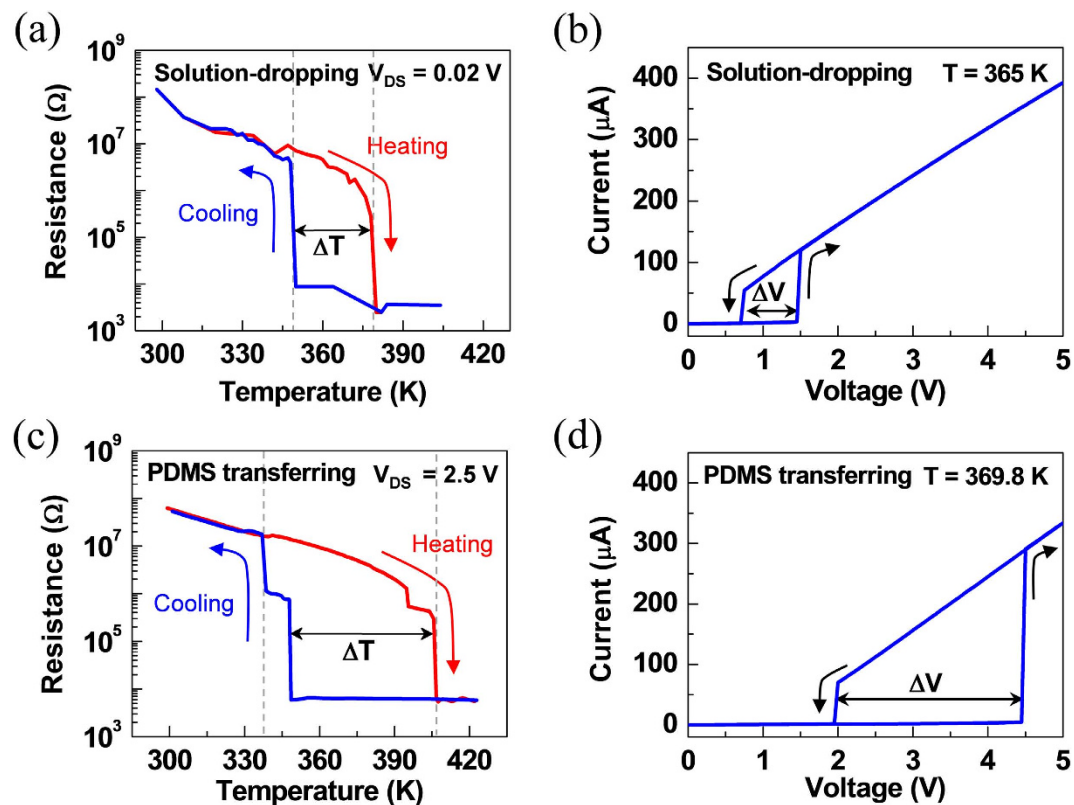 (a)
Solution-dropping V_DS = 0.02 V
Resistance (Ω)
10^9
10^7
10^5
10^3
Heating
Cooling
ΔT
300 330 360 390 420
Temperature (K)
(b)
Solution-dropping T = 365 K
Current (μA)
400
300
200
100
0
ΔV
0 1 2 3 4 5
Voltage (V)
(c)
PDMS transferring V_DS = 2.5 V
Resistance (Ω)
10^9
10^7
10^5
10^3
Heating
Cooling
ΔT
300 330 360 390 420
Temperature (K)
(d)
PDMS transferring T = 369.8 K
Current (μA)
400
300
200
100
0
ΔV
0 1 2 3 4 5
Voltage (V)